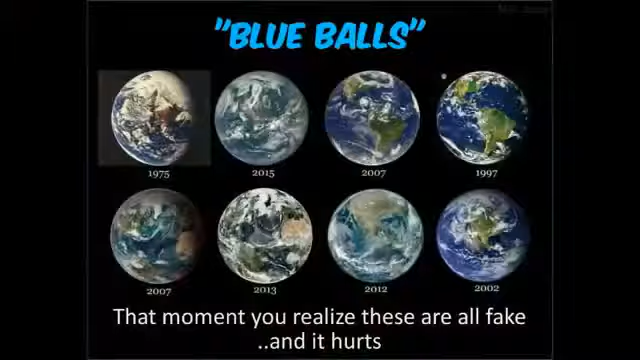 "BLUE BALLS"
1975
2015
2007
1997
2007
2013
2012
2002
That moment you realize these are all fake
..and it hurts